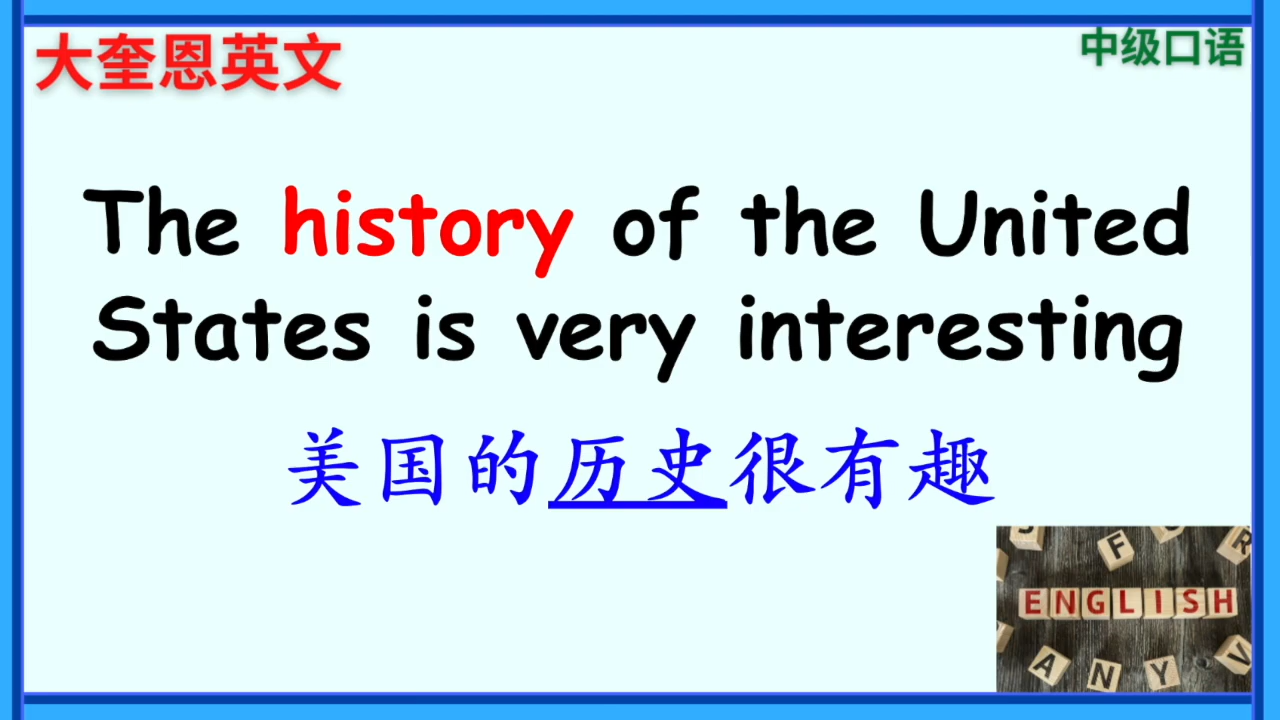 大奎恩英文
中级口语
The history of the United
States is very interesting
美国的历史很有趣
F R
ENGLISH
A N Y V